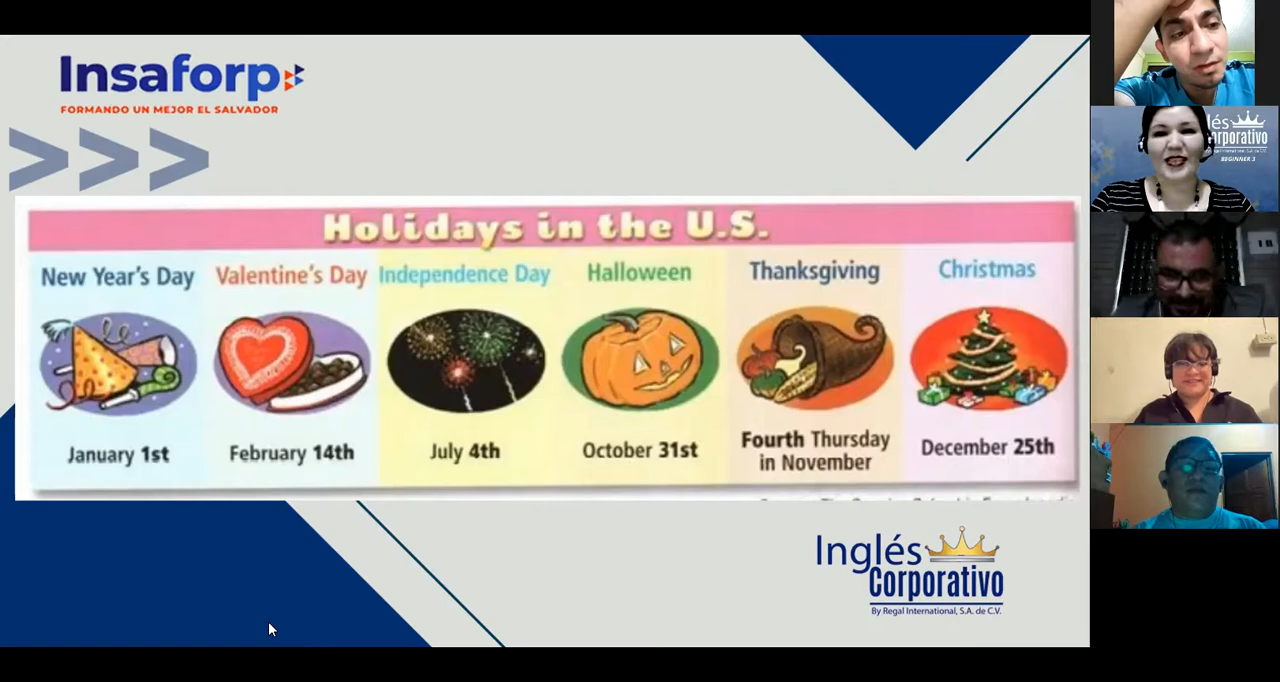 Insaforp
FORMANDO UN MEJOR EL SALVADOR
>>>
Holidays in the U.S.
New Year's Day
Valentine's Day
Independence Day
Halloween
Thanksgiving
Christmas
January 1st
February 14th
July 4th
October 31st
Fourth Thursday
in November
December 25th
Inglés
Corporativo
By Regal International, S.A. de C.V.
lés
orporativo
BEGINNER 3